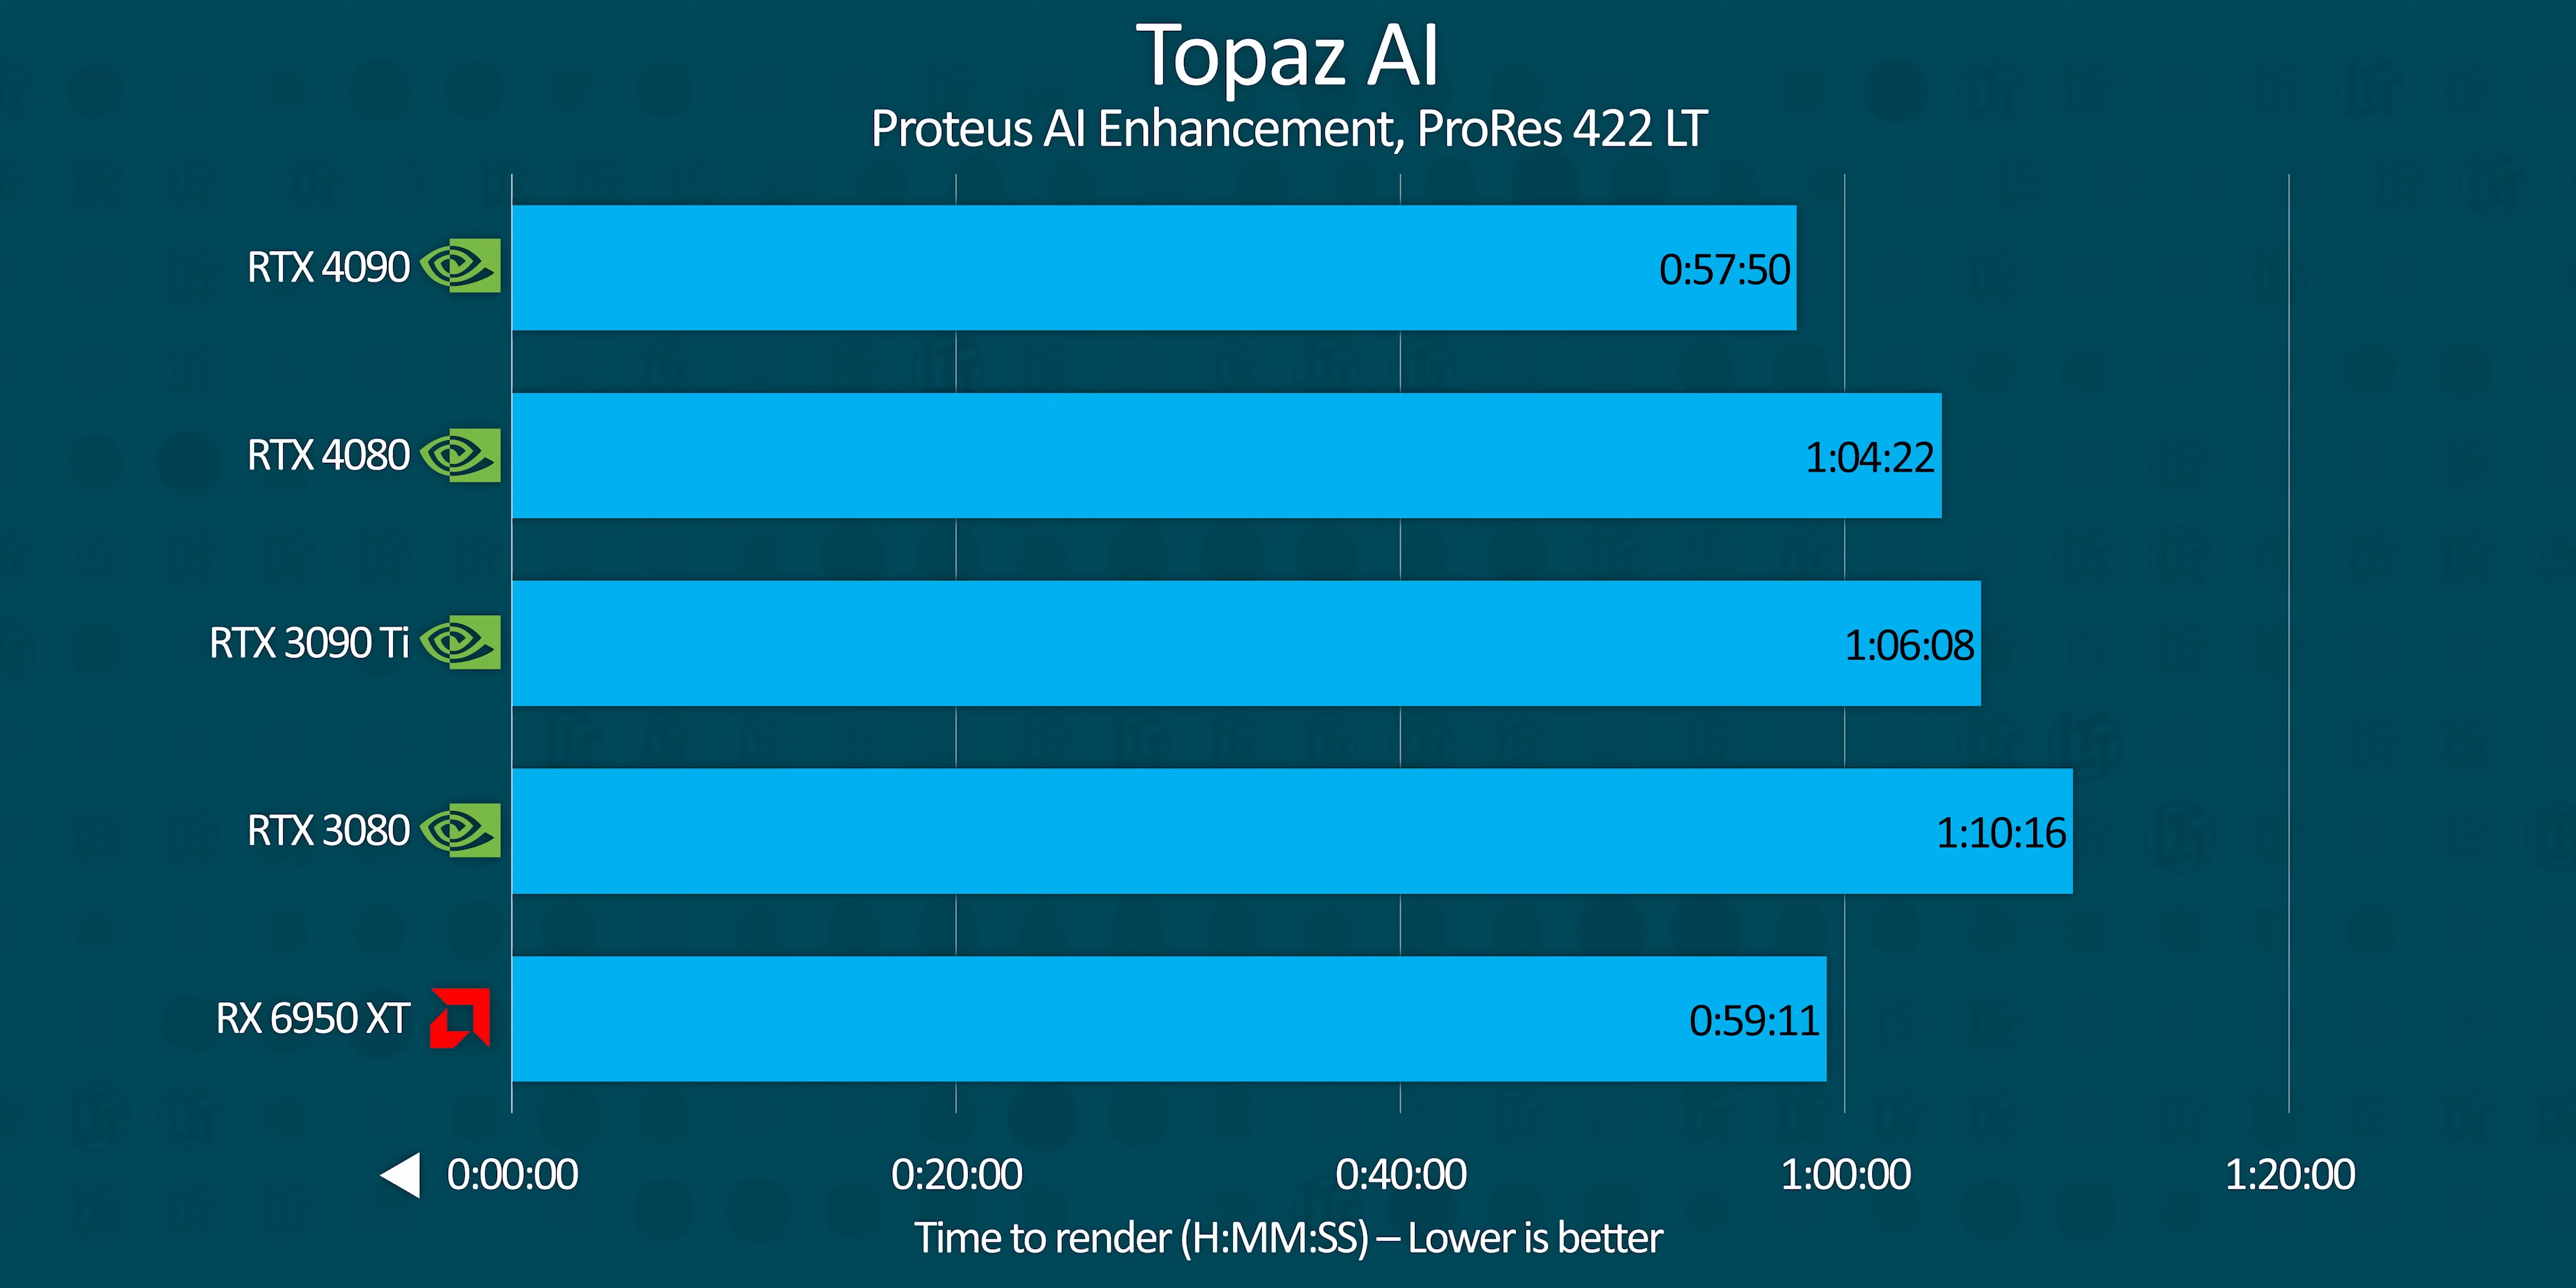 Topaz AI
Proteus AI Enhancement, ProRes 422 LT
RTX 4090
0:57:50
RTX 4080
1:04:22
RTX 3090 Ti
1:06:08
RTX 3080
1:10:16
RX 6950 XT
0:59:11
0:00:00 0:20:00 0:40:00 1:00:00 1:20:00
Time to render (H:MM:SS) – Lower is better